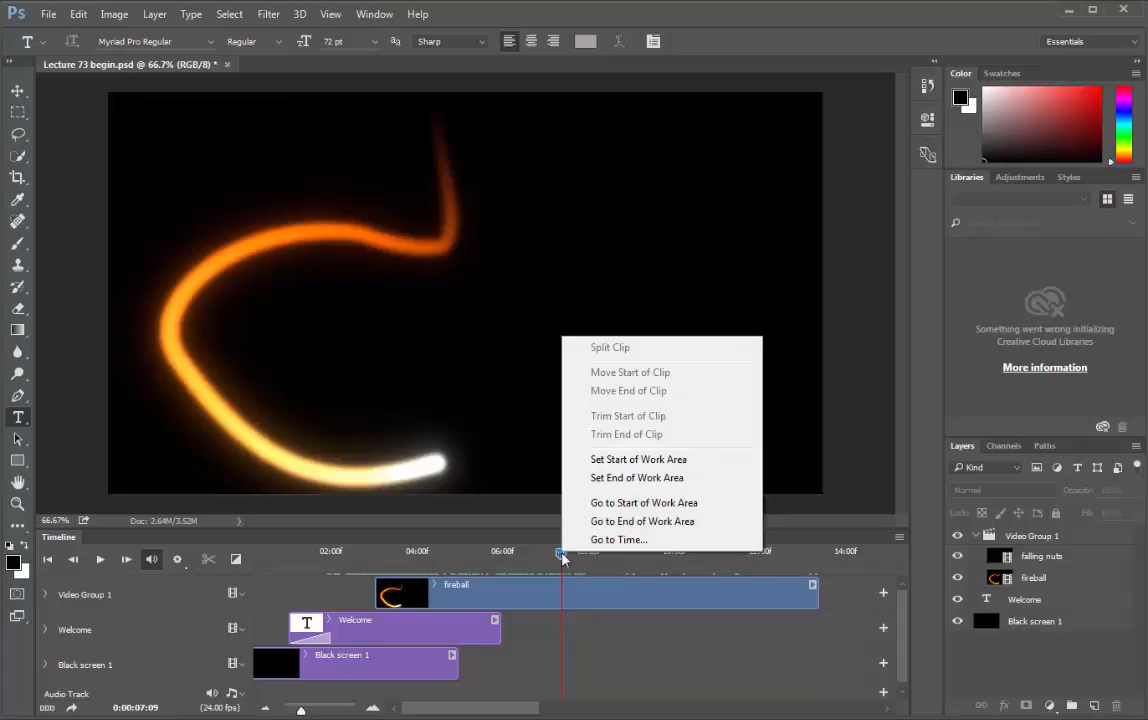 Ps File Edit Image Layer Type Select Filter 3D View Window Help
T Myriad Pro Regular Regular 72 pt Sharp Essentials
Lecture 73 begin.psd @ 66.7% (RGB/8) *
Color Swatches
Libraries Adjustments Styles
Something went wrong initializing
Creative Cloud Libraries
More information
Split Clip
Move Start of Clip
Move End of Clip
Trim Start of Clip
Trim End of Clip
Set Start of Work Area
Set End of Work Area
Go to Start of Work Area
Go to End of Work Area
Go to Time...
Layers Channels Paths
Kind
Normal Opacity:
Lock: Fill:
Video Group 1
falling nuts
fireball
T Welcome
Black screen 1
66.67% Doc: 2.64M/3.52M
Timeline
02:00f 04:00f 06:00f 12:00f 14:00f
Video Group 1 fireball
Welcome T Welcome
Black screen 1 Black screen 1
Audio Track
0:00:07:09 (24.00 fps)
fx